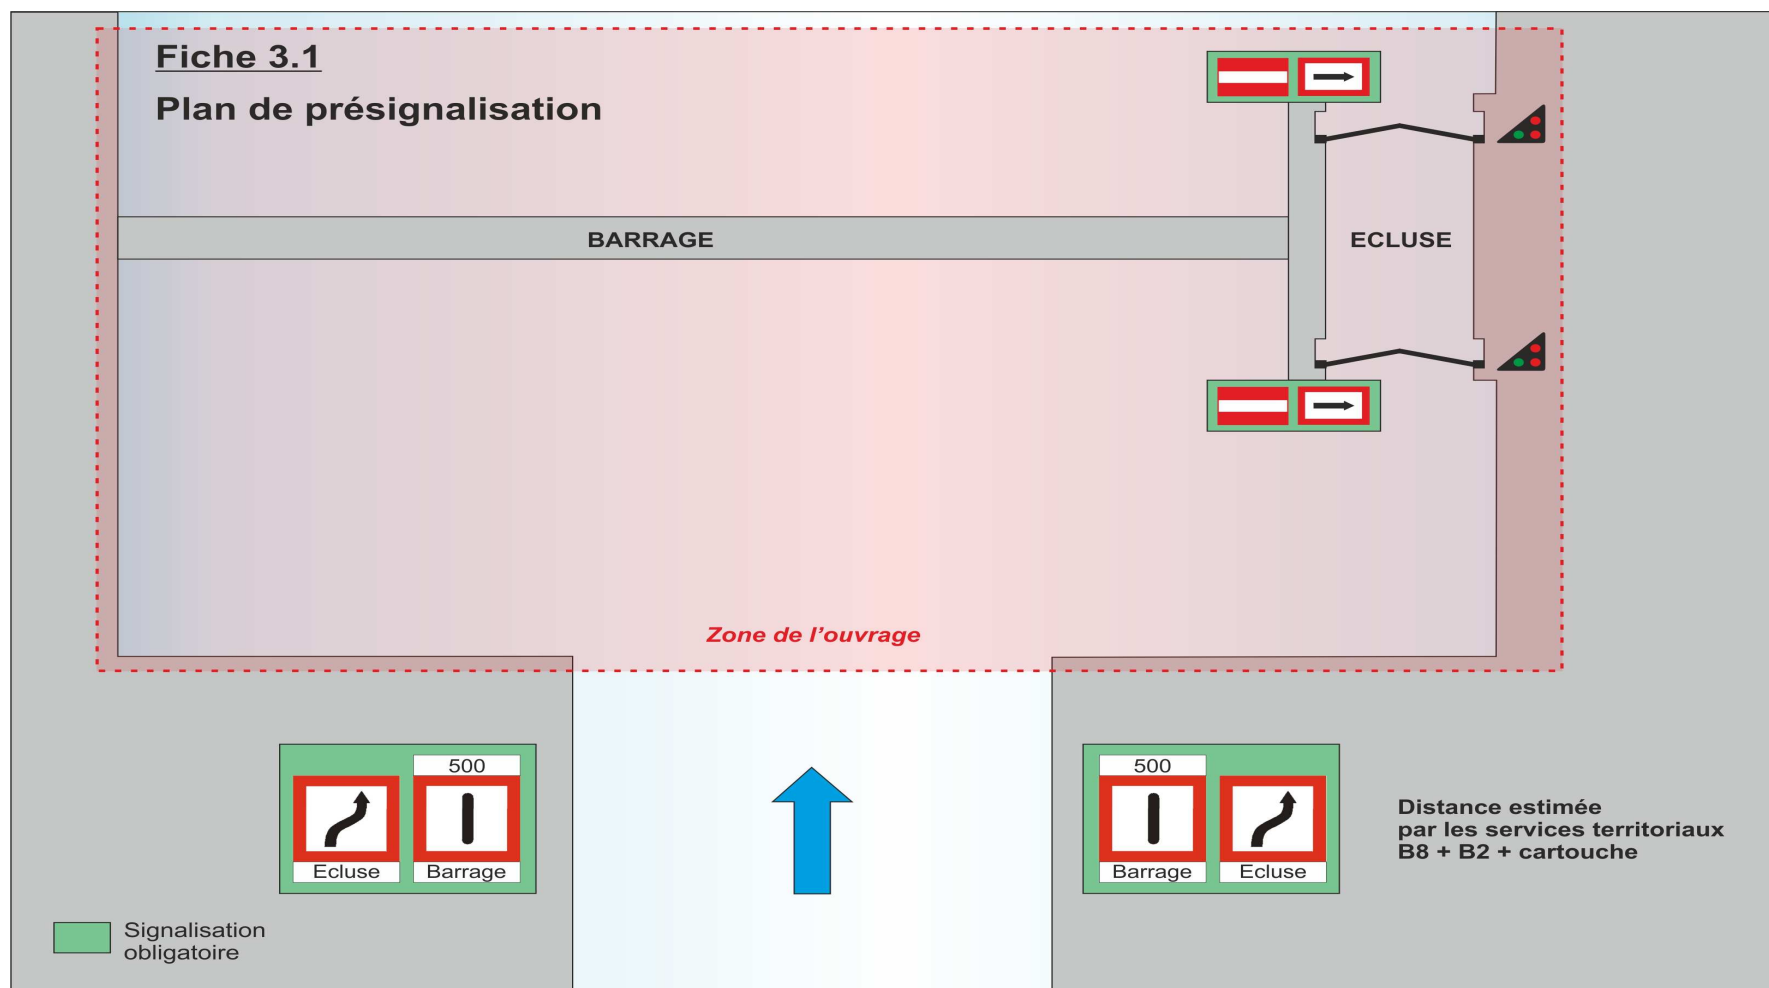 Fiche 3.1
Plan de présignalisation
BARRAGE
ECLUSE
Zone de l’ouvrage
500
Ecluse
Barrage
500
Barrage
Ecluse
Distance estimée
par les services territoriaux
B8 + B2 + cartouche
Signalisation
obligatoire